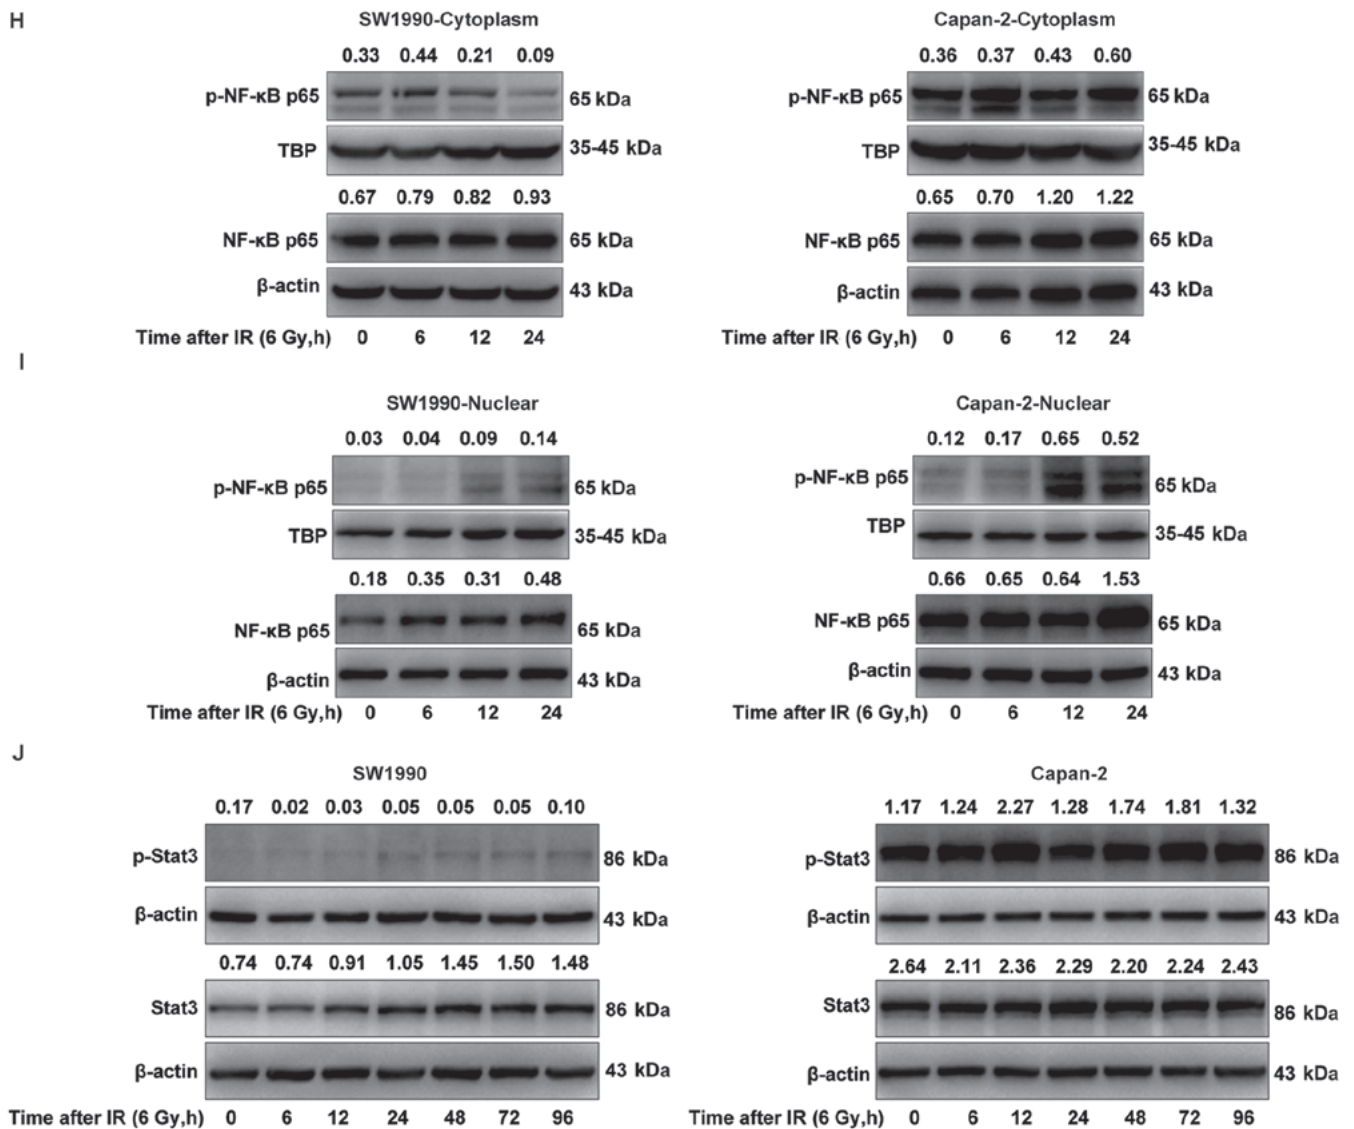 H
SW1990-Cytoplasm
0.33 0.44 0.21 0.09
p-NF-κB p65 65 kDa
TBP 35-45 kDa
0.67 0.79 0.82 0.93
NF-κB p65 65 kDa
β-actin 43 kDa
Time after IR (6 Gy,h) 0 6 12 24
Capan-2-Cytoplasm
0.36 0.37 0.43 0.60
p-NF-κB p65 65 kDa
TBP 35-45 kDa
0.65 0.70 1.20 1.22
NF-κB p65 65 kDa
β-actin 43 kDa
Time after IR (6 Gy,h) 0 6 12 24
I
SW1990-Nuclear
0.03 0.04 0.09 0.14
p-NF-κB p65 65 kDa
TBP 35-45 kDa
0.18 0.35 0.31 0.48
NF-κB p65 65 kDa
β-actin 43 kDa
Time after IR (6 Gy,h) 0 6 12 24
Capan-2-Nuclear
0.12 0.17 0.65 0.52
p-NF-κB p65 65 kDa
TBP 35-45 kDa
0.66 0.65 0.64 1.53
NF-κB p65 65 kDa
β-actin 43 kDa
Time after IR (6 Gy,h) 0 6 12 24
J
SW1990
0.17 0.02 0.03 0.05 0.05 0.05 0.10
p-Stat3 86 kDa
β-actin 43 kDa
0.74 0.74 0.91 1.05 1.45 1.50 1.48
Stat3 86 kDa
β-actin 43 kDa
Time after IR (6 Gy,h) 0 6 12 24 48 72 96
Capan-2
1.17 1.24 2.27 1.28 1.74 1.81 1.32
p-Stat3 86 kDa
β-actin 43 kDa
2.64 2.11 2.36 2.29 2.20 2.24 2.43
Stat3 86 kDa
β-actin 43 kDa
Time after IR (6 Gy,h) 0 6 12 24 48 72 96